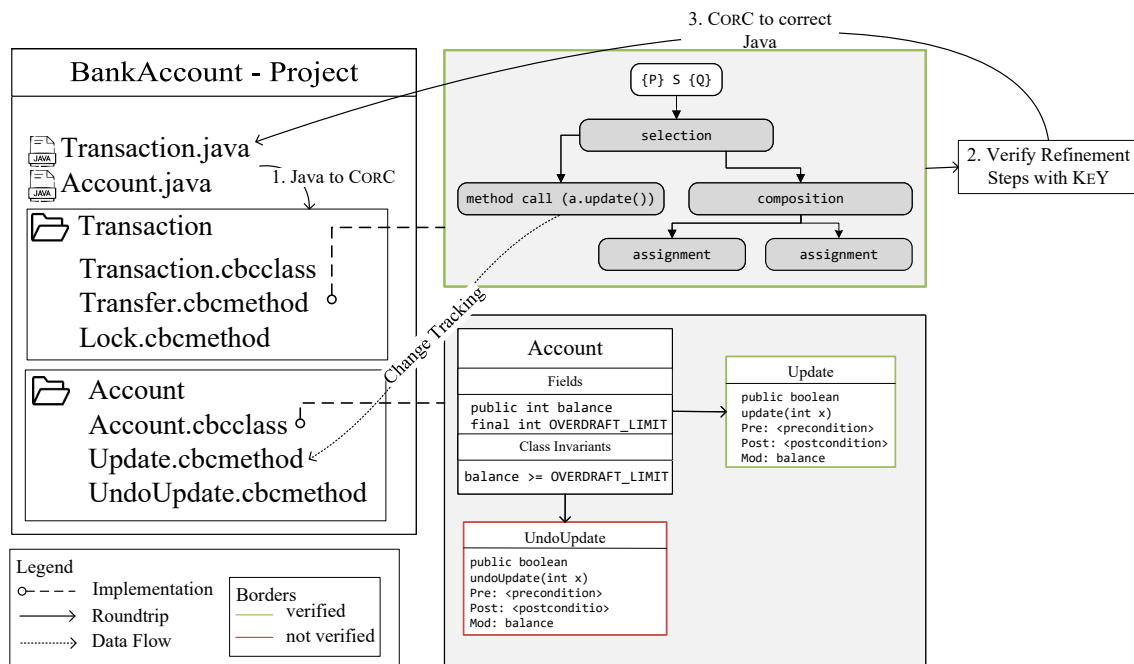 3. CORC to correct
Java
BankAccount - Project
JAVA
Transaction.java
JAVA
Account.java
1. Java to CORC
Transaction
Transaction.cbcclass
Transfer.cbcmethod
Lock.cbcmethod
Account
Account.cbcclass
Update.cbcmethod
UndoUpdate.cbcmethod
{P} S {Q}
selection
method call (a.update())
composition
assignment
assignment
2. Verify Refinement
Steps with KEY
Change Tracking
Account
Fields
public int balance
final int OVERDRAFT_LIMIT
Class Invariants
balance >= OVERDRAFT_LIMIT
Update
public boolean
update(int x)
Pre: <precondition>
Post: <postcondition>
Mod: balance
UndoUpdate
public boolean
undoUpdate(int x)
Pre: <precondition>
Post: <postconditio>
Mod: balance
Legend
Implementation
Roundtrip
Data Flow
Borders
verified
not verified